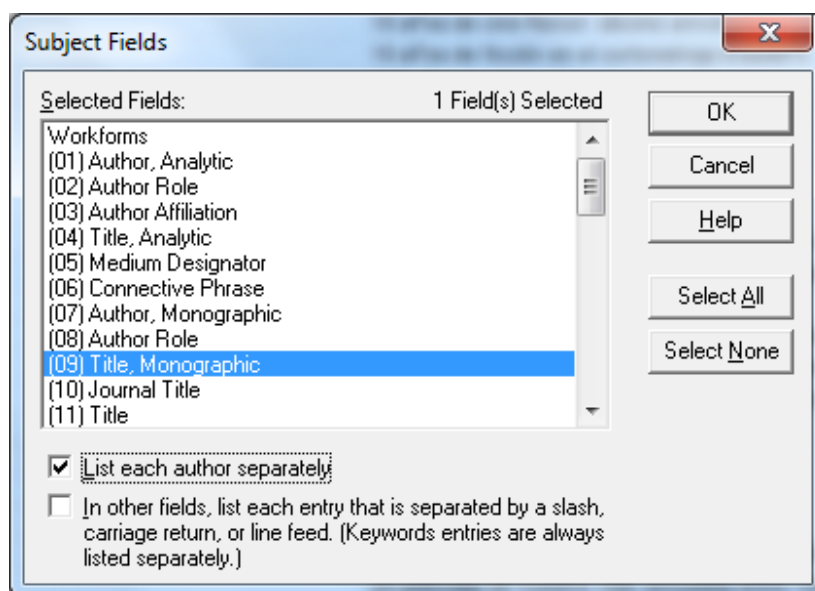 Subject Fields
Selected Fields: 1 Field(s) Selected
Workforms
(01) Author, Analytic
(02) Author Role
(03) Author Affiliation
(04) Title, Analytic
(05) Medium Designator
(06) Connective Phrase
(07) Author, Monographic
(08) Author Role
(09) Title, Monographic
(10) Journal Title
(11) Title
OK
Cancel
Help
Select All
Select None
List each author separately
In other fields, list each entry that is separated by a slash,
carriage return, or line feed. (Keywords entries are always
listed separately.)